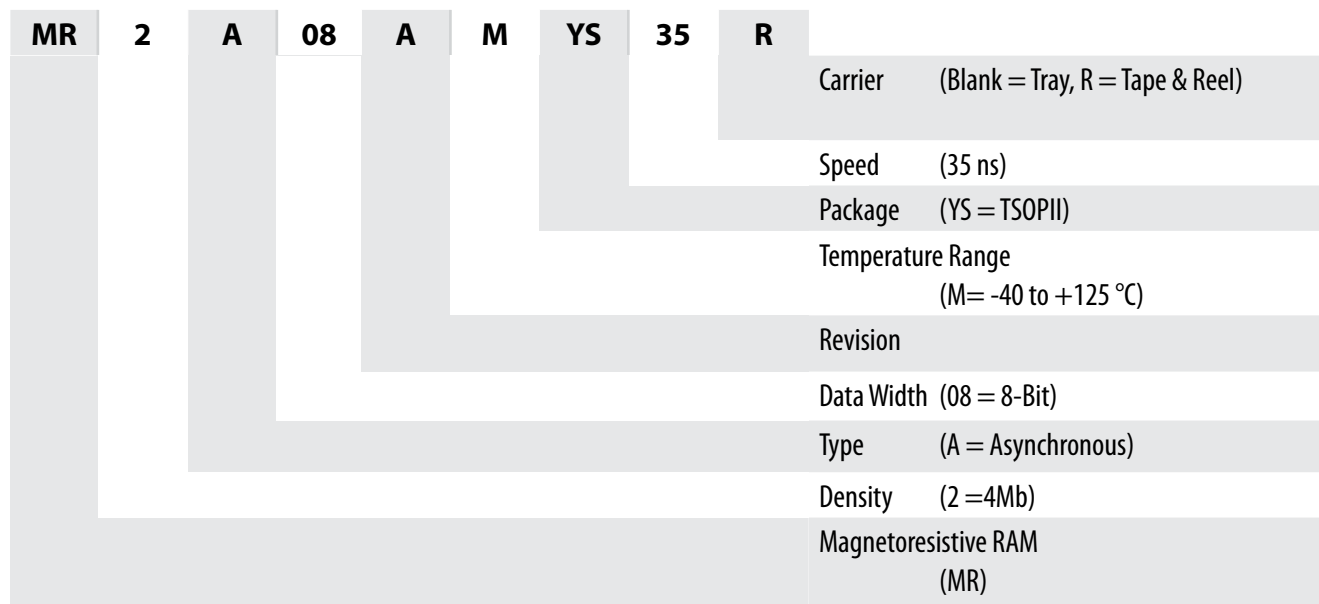 MR 2 A 08 A M YS 35 R
Carrier (Blank = Tray, R = Tape & Reel)
Speed (35 ns)
Package (YS = TSOPII)
Temperature Range
(M= -40 to +125 °C)
Revision
Data Width (08 = 8-Bit)
Type (A = Asynchronous)
Density (2 =4Mb)
Magnetoresistive RAM
(MR)